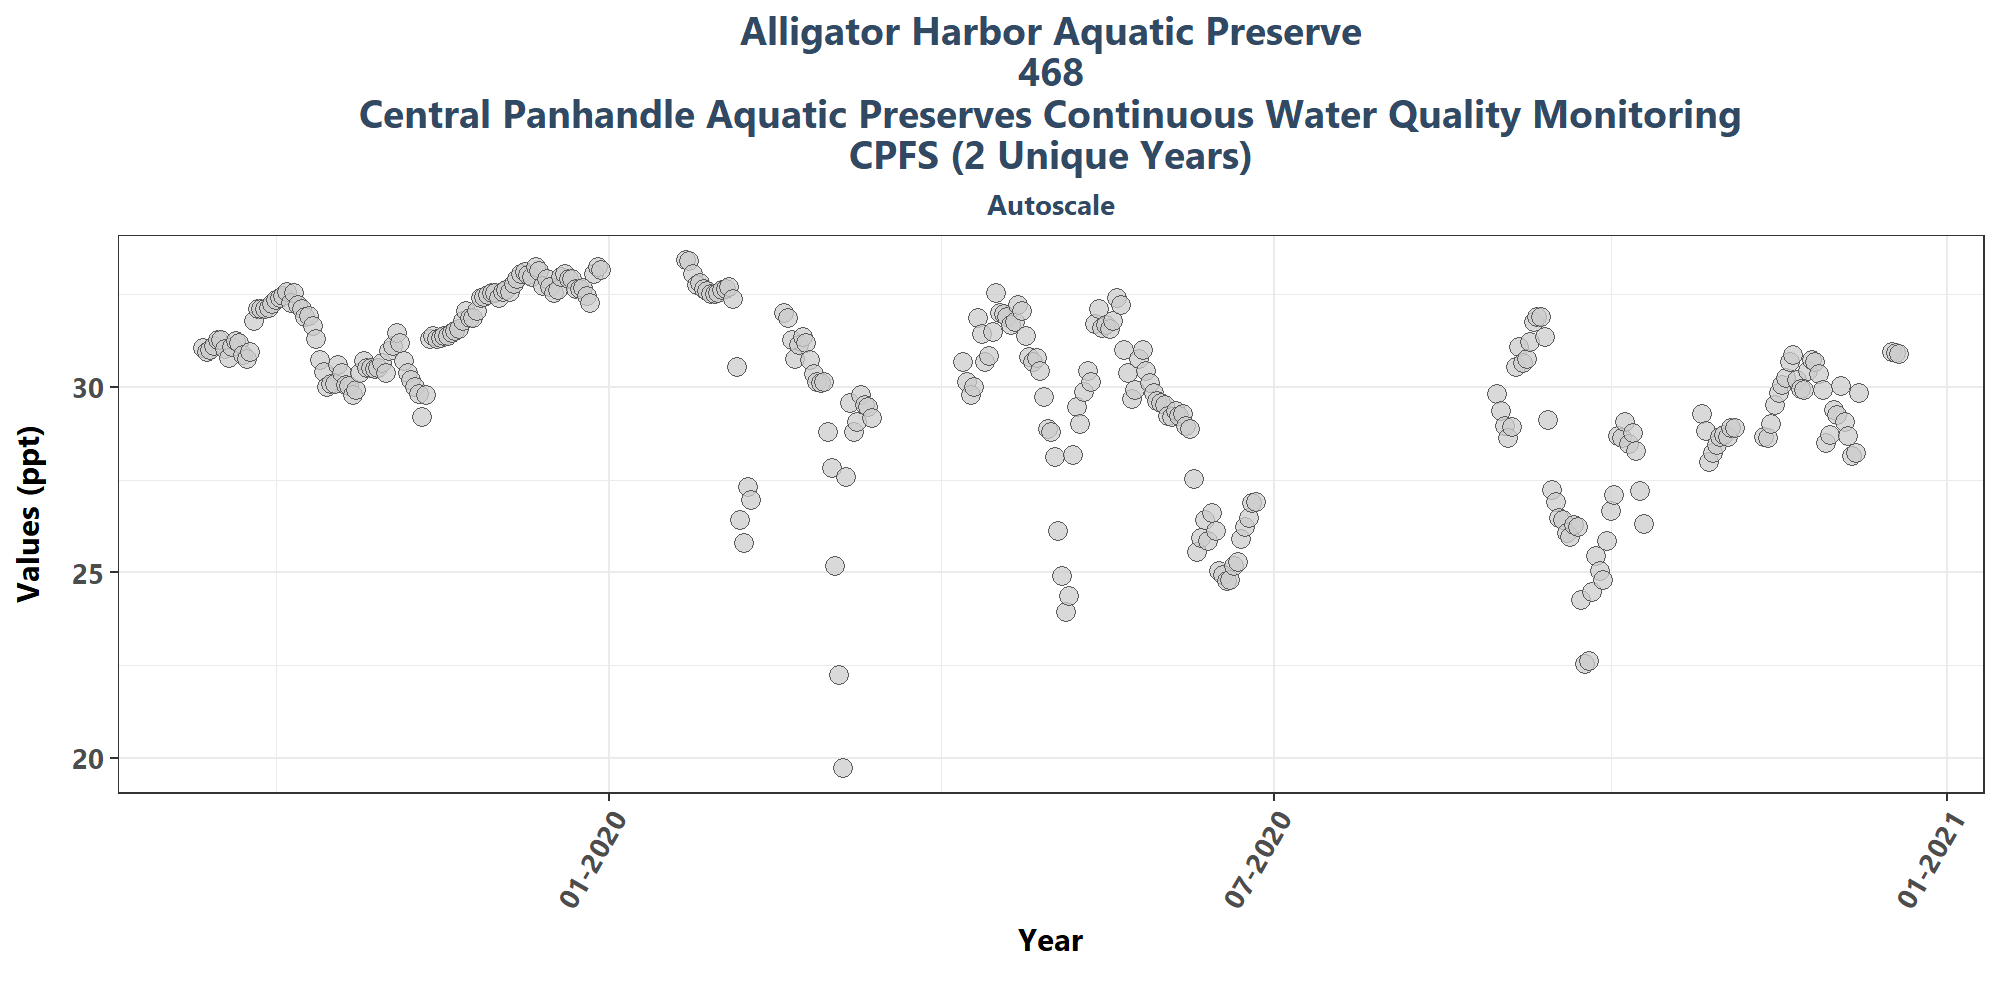 Alligator Harbor Aquatic Preserve
468
Central Panhandle Aquatic Preserves Continuous Water Quality Monitoring
CPFS (2 Unique Years)
Autoscale
Values (ppt)
30
25
20
01-2020
07-2020
01-2021
Year